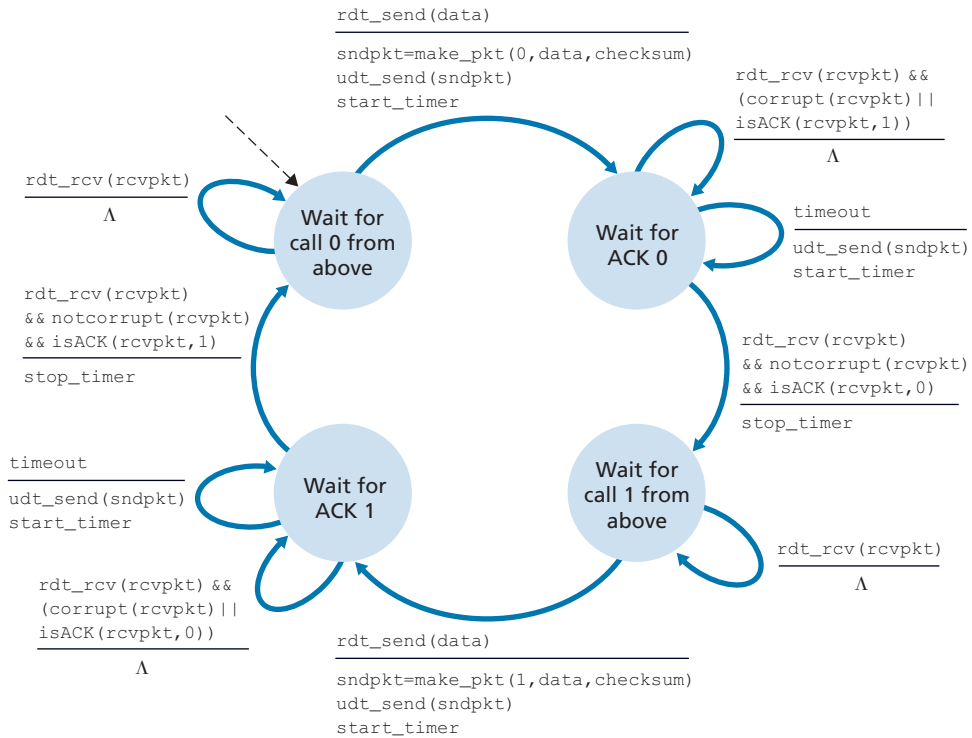 rdt_send(data)
sndpkt=make_pkt(0,data,checksum)
udt_send(sndpkt)
start_timer
rdt_rcv(rcvpkt) &&
(corrupt(rcvpkt)||
isACK(rcvpkt,1))
Λ
rdt_rcv(rcvpkt)
Λ
Wait for
call 0 from
above
Wait for
ACK 0
timeout
udt_send(sndpkt)
start_timer
rdt_rcv(rcvpkt)
&& notcorrupt(rcvpkt)
&& isACK(rcvpkt,1)
stop_timer
rdt_rcv(rcvpkt)
&& notcorrupt(rcvpkt)
&& isACK(rcvpkt,0)
stop_timer
timeout
udt_send(sndpkt)
start_timer
Wait for
ACK 1
Wait for
call 1 from
above
rdt_rcv(rcvpkt)
Λ
rdt_rcv(rcvpkt) &&
(corrupt(rcvpkt)||
isACK(rcvpkt,0))
Λ
rdt_send(data)
sndpkt=make_pkt(1,data,checksum)
udt_send(sndpkt)
start_timer